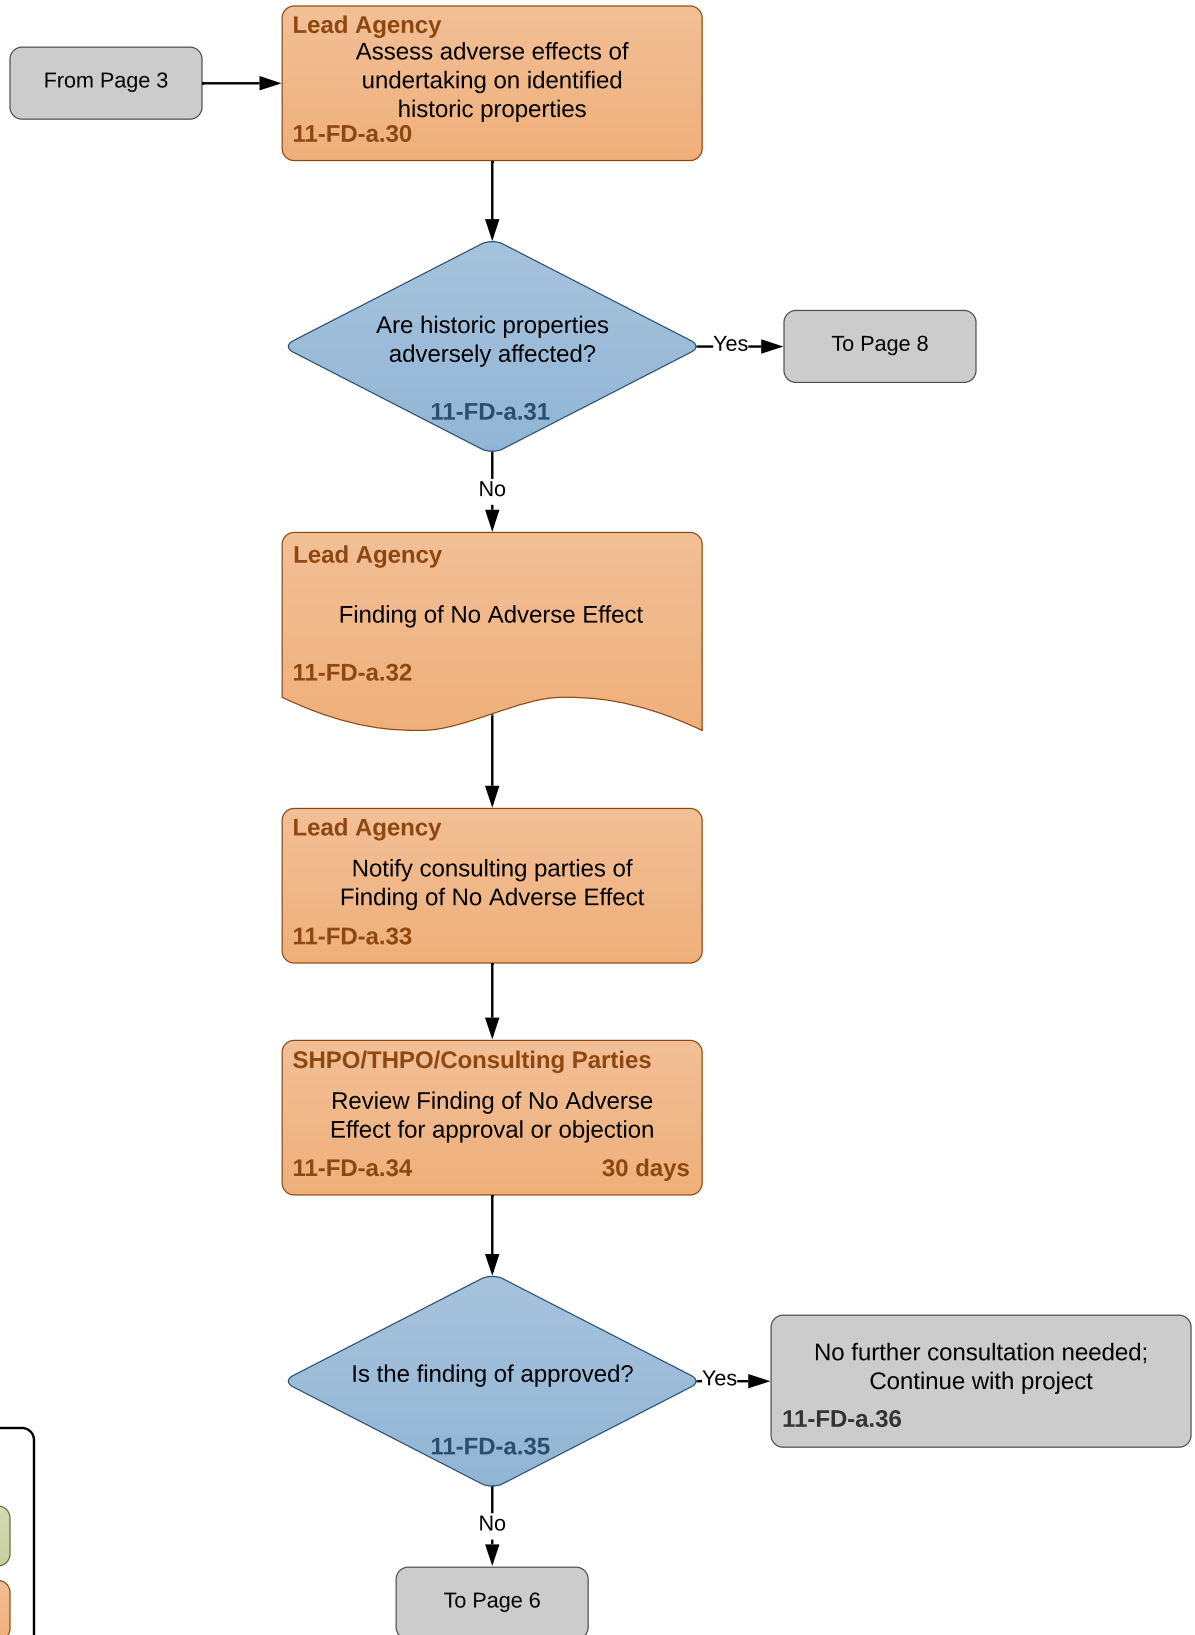 Lead Agency
Assess adverse effects of
undertaking on identified
historic properties
11-FD-a.30
From Page 3
Are historic properties
adversely affected?
11-FD-a.31
Yes
To Page 8
No
Lead Agency
Finding of No Adverse Effect
11-FD-a.32
Lead Agency
Notify consulting parties of
Finding of No Adverse Effect
11-FD-a.33
SHPO/THPO/Consulting Parties
Review Finding of No Adverse
Effect for approval or objection
11-FD-a.34 30 days
Is the finding of approved?
11-FD-a.35
Yes
No further consultation needed;
Continue with project
11-FD-a.36
No
To Page 6